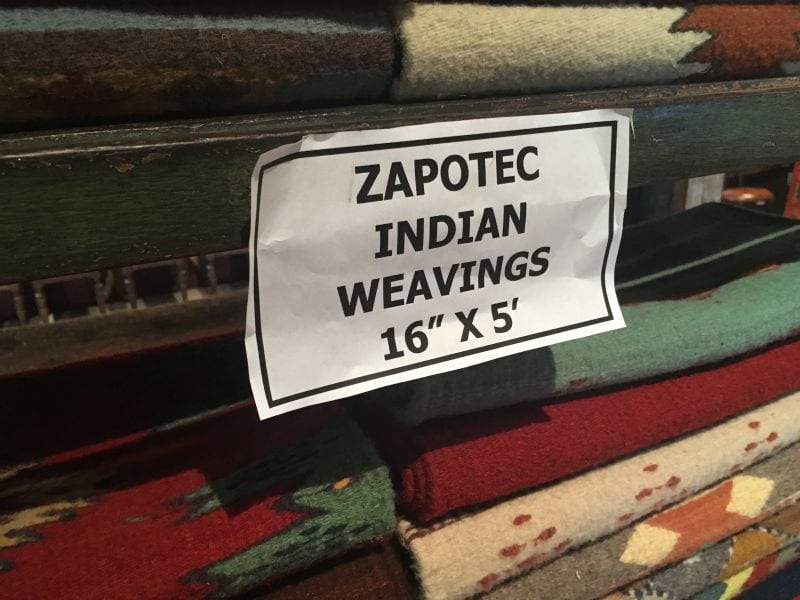 ZAPOTEC
INDIAN
WEAVINGS
16" X 5'